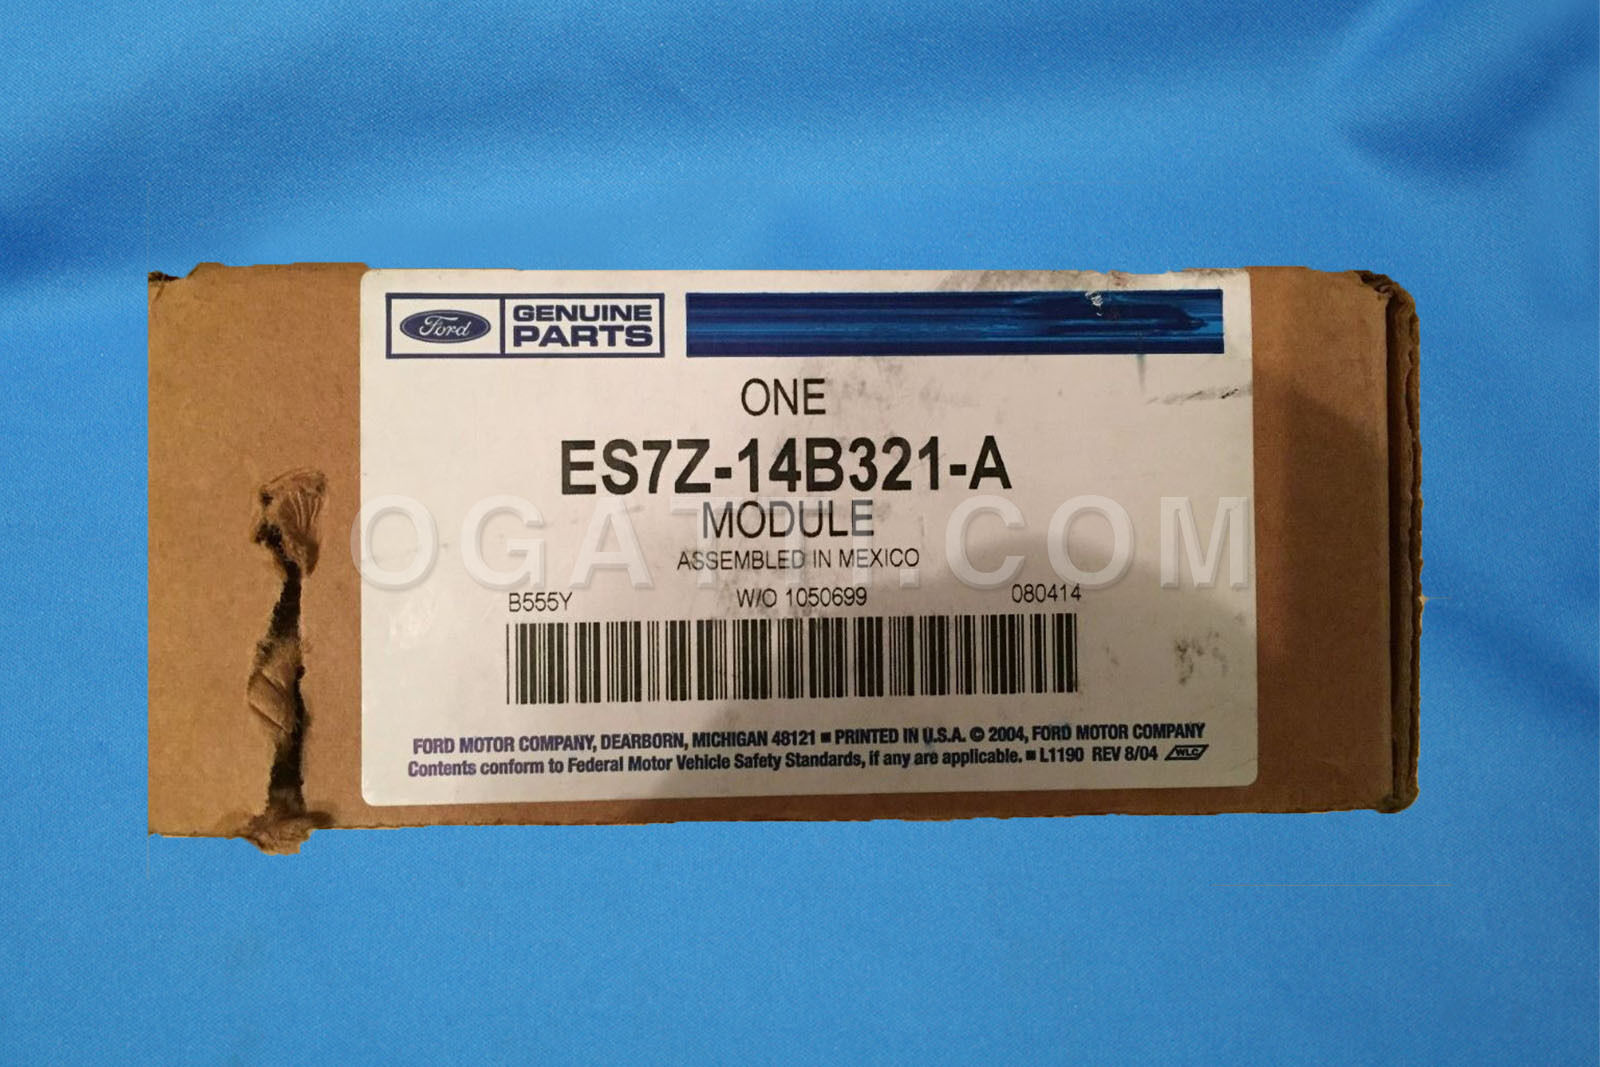 Ford GENUINE PARTS
ONE
ES7Z-14B321-A
MODULE
OGATTI.COM
ASSEMBLED IN MEXICO
B555Y W/O 1050699 080414
FORD MOTOR COMPANY, DEARBORN, MICHIGAN 48121 ■ PRINTED IN U.S.A. © 2004, FORD MOTOR COMPANY
Contents conform to Federal Motor Vehicle Safety Standards, if any are applicable. ■ L1190 REV 8/04 WLC